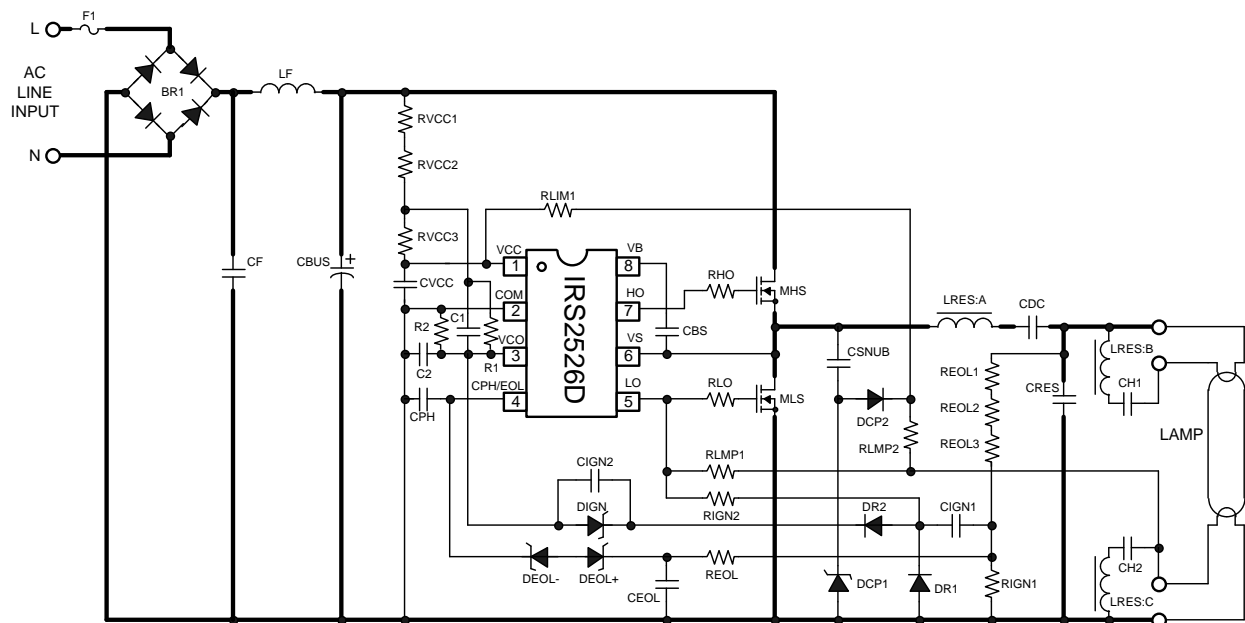 F1
L
AC
LINE
INPUT
N
BR1
LF
CF
CBUS
+
RVCC1
RVCC2
RVCC3
RLIM1
VCC
1
CVCC
COM
2
R2
C1
VCO
3
C2
R1
CPH/EOL
4
CPH
IRS2526D
VB
8
HO
7
VS
6
LO
5
CBS
RHO
MHS
RLO
MLS
LRES:A
CDC
CSNUB
DCP2
RLMP2
REOL1
REOL2
REOL3
CRES
LRES:B
CH1
LAMP
CIGN2
DIGN
RLMP1
RIGN2
DR2
CIGN1
DEOL-
DEOL+
REOL
CEOL
DCP1
DR1
RIGN1
CH2
LRES:C